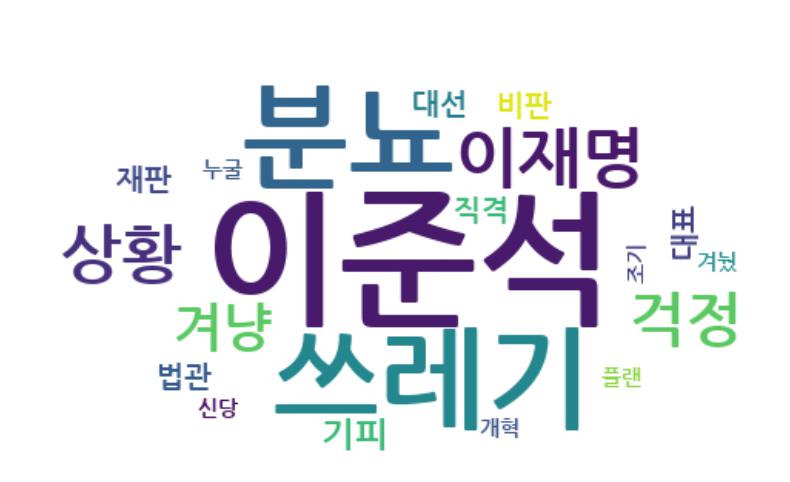 대선 비판
분뇨 이재명
재판 누굴
직격
이준석
상황 대표
조기 겨눴
겨냥 걱정
쓰레기
법관 플랜
신당
기피 개혁